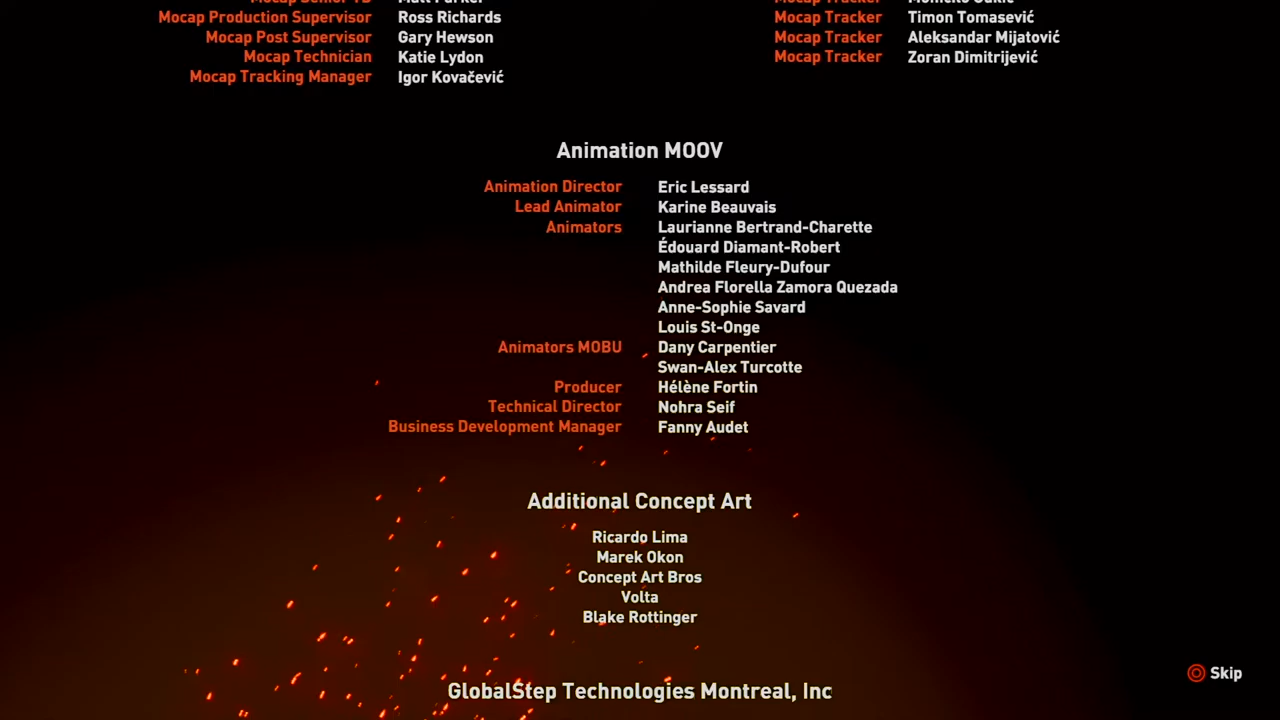 Mocap Production Supervisor Ross Richards
Mocap Post Supervisor Gary Hewson
Mocap Technician Katie Lydon
Mocap Tracking Manager Igor Kovačević
Mocap Tracker
Mocap Tracker Timon Tomasević
Mocap Tracker Aleksandar Mijatović
Mocap Tracker Zoran Dimitrijević
Animation MOOV
Animation Director Eric Lessard
Lead Animator Karine Beauvais
Animators Laurianne Bertrand-Charette
Édouard Diamant-Robert
Mathilde Fleury-Dufour
Andrea Florella Zamora Quezada
Anne-Sophie Savard
Louis St-Onge
Animators MOBU Dany Carpentier
Swan-Alex Turcotte
Producer Hélène Fortin
Technical Director Nohra Seif
Business Development Manager Fanny Audet
Additional Concept Art
Ricardo Lima
Marek Okon
Concept Art Bros
Volta
Blake Rottinger
GlobalStep Technologies Montreal, Inc
Skip